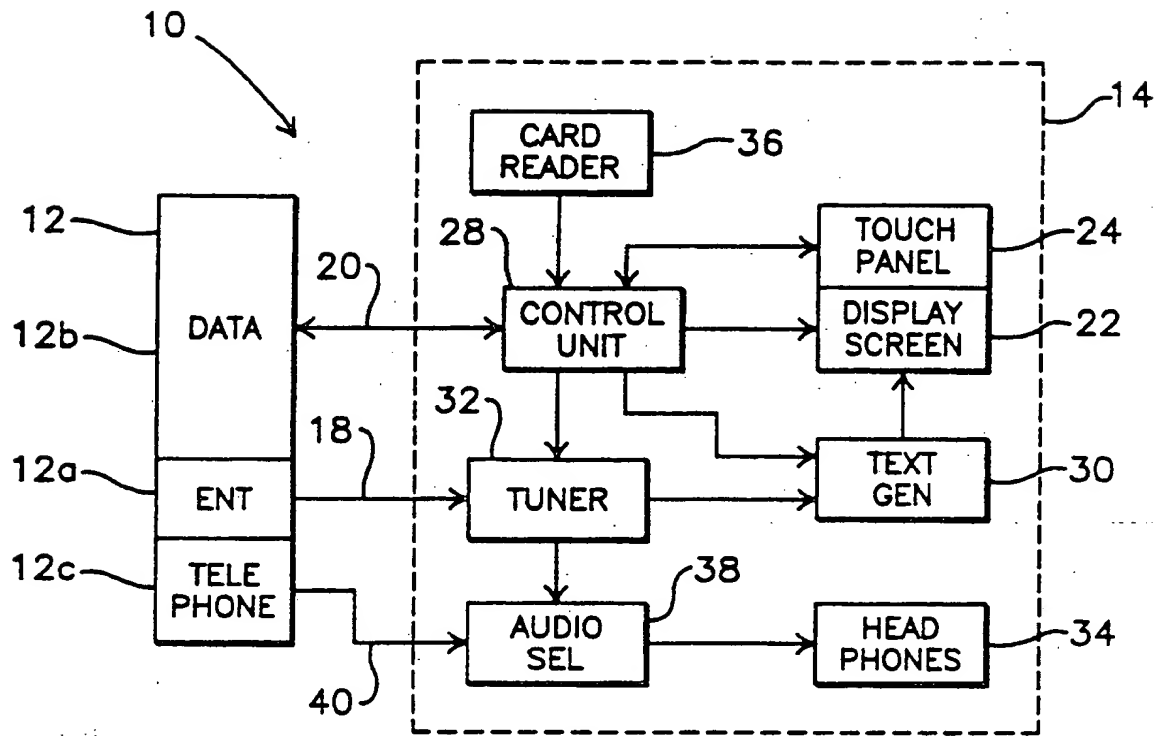 10
14
CARD
READER
36
12
28
TOUCH
PANEL
24
20
12b
DATA
CONTROL
UNIT
DISPLAY
SCREEN
22
32
18
12a
ENT
TUNER
TEXT
GEN
30
12c
TELE
PHONE
38
AUDIO
SEL
HEAD
PHONES
34
40